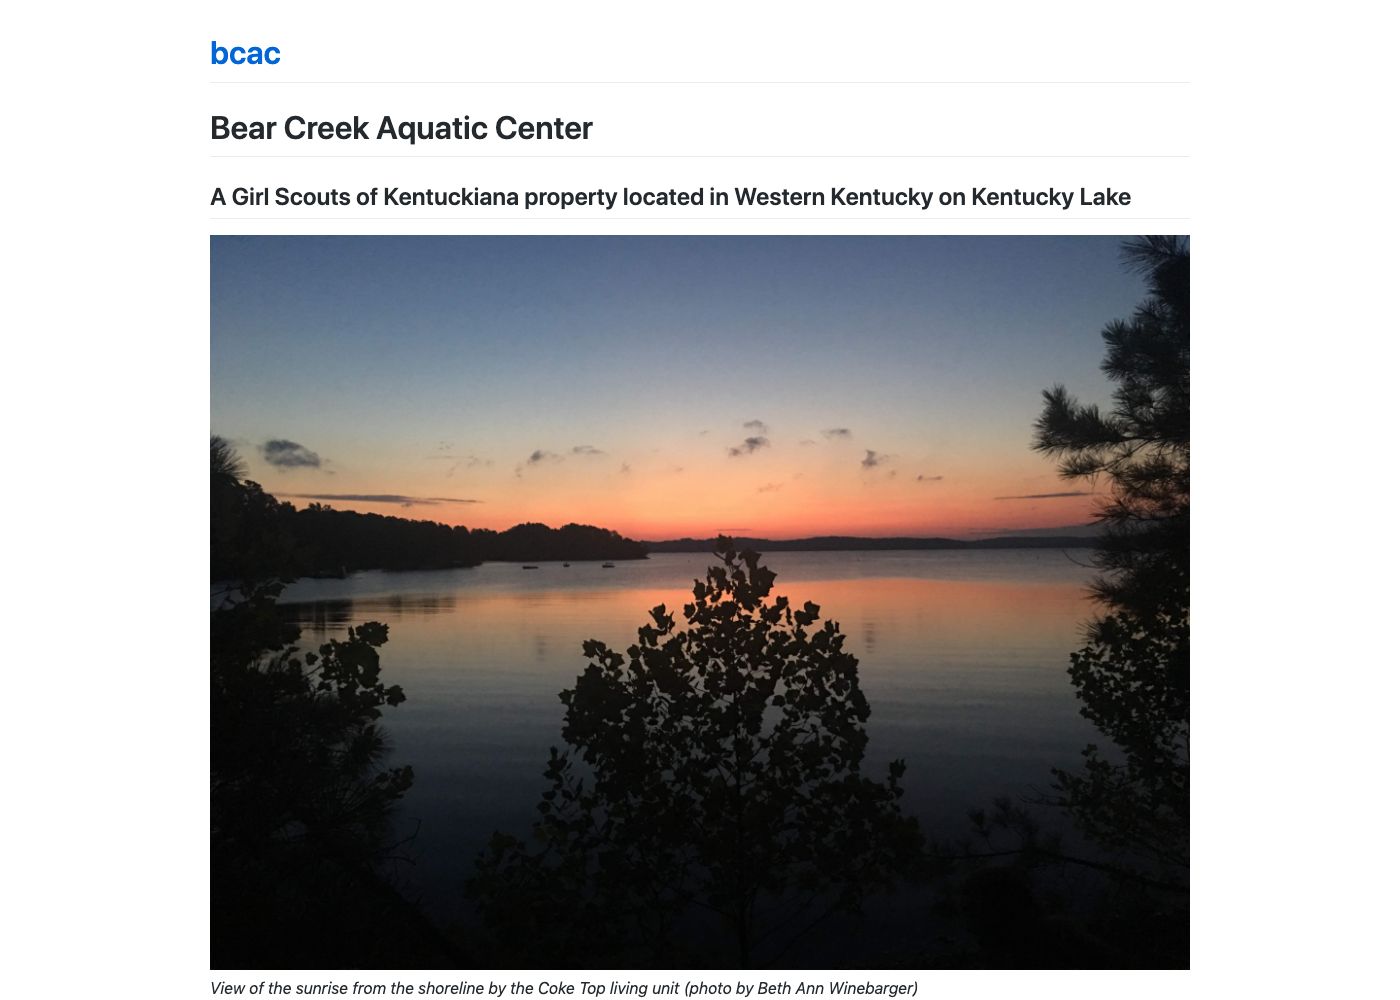 bcac
Bear Creek Aquatic Center
A Girl Scouts of Kentuckiana property located in Western Kentucky on Kentucky Lake
View of the sunrise from the shoreline by the Coke Top living unit (photo by Beth Ann Winebarger)